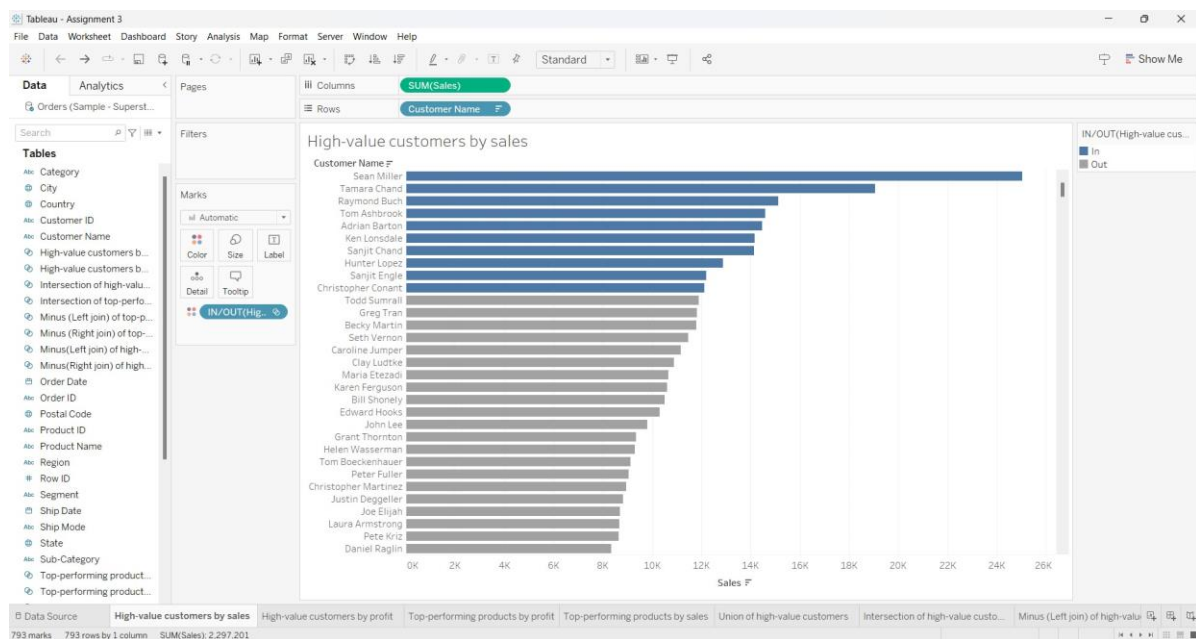 Tableau - Assignment 3
File Data Worksheet Dashboard Story Analysis Map Format Server Window Help
Standard
Show Me
Data Analytics
Orders (Sample - Superst...
Search
Tables
Category
City
Country
Customer ID
Customer Name
High-value customers b...
High-value customers b...
Intersection of high-valu...
Intersection of top-perfo...
Minus (Left join) of top-p...
Minus (Right join) of top-...
Minus(Left join) of high-...
Minus(Right join) of high...
Order Date
Order ID
Postal Code
Product ID
Product Name
Region
Row ID
Segment
Ship Date
Ship Mode
State
Sub-Category
Top-performing product...
Top-performing product...
Pages
Filters
Marks
Automatic
Color Size Label
Detail Tooltip
IN/OUT(Hig..
Columns SUM(Sales)
Rows Customer Name
High-value customers by sales
Customer Name
Sean Miller
Tamara Chand
Raymond Buch
Tom Ashbrook
Adrian Barton
Ken Lonsdale
Sanjit Chand
Hunter Lopez
Sanjit Engle
Christopher Conant
Todd Sumrall
Greg Tran
Becky Martin
Seth Vernon
Caroline Jumper
Clay Ludtke
Maria Etezadi
Karen Ferguson
Bill Shonely
Edward Hooks
John Lee
Grant Thornton
Helen Wasserman
Tom Boeckenhauer
Peter Fuller
Christopher Martinez
Justin Deggeller
Joe Elijah
Laura Armstrong
Pete Kriz
Daniel Raglin
0K 2K 4K 6K 8K 10K 12K 14K 16K 18K 20K 22K 24K 26K
Sales
IN/OUT(High-value cus...
In
Out
Data Source High-value customers by sales High-value customers by profit Top-performing products by profit Top-performing products by sales Union of high-value customers Intersection of high-value custo... Minus (Left join) of high-valu
793 marks 793 rows by 1 column SUM(Sales): 2,297,201